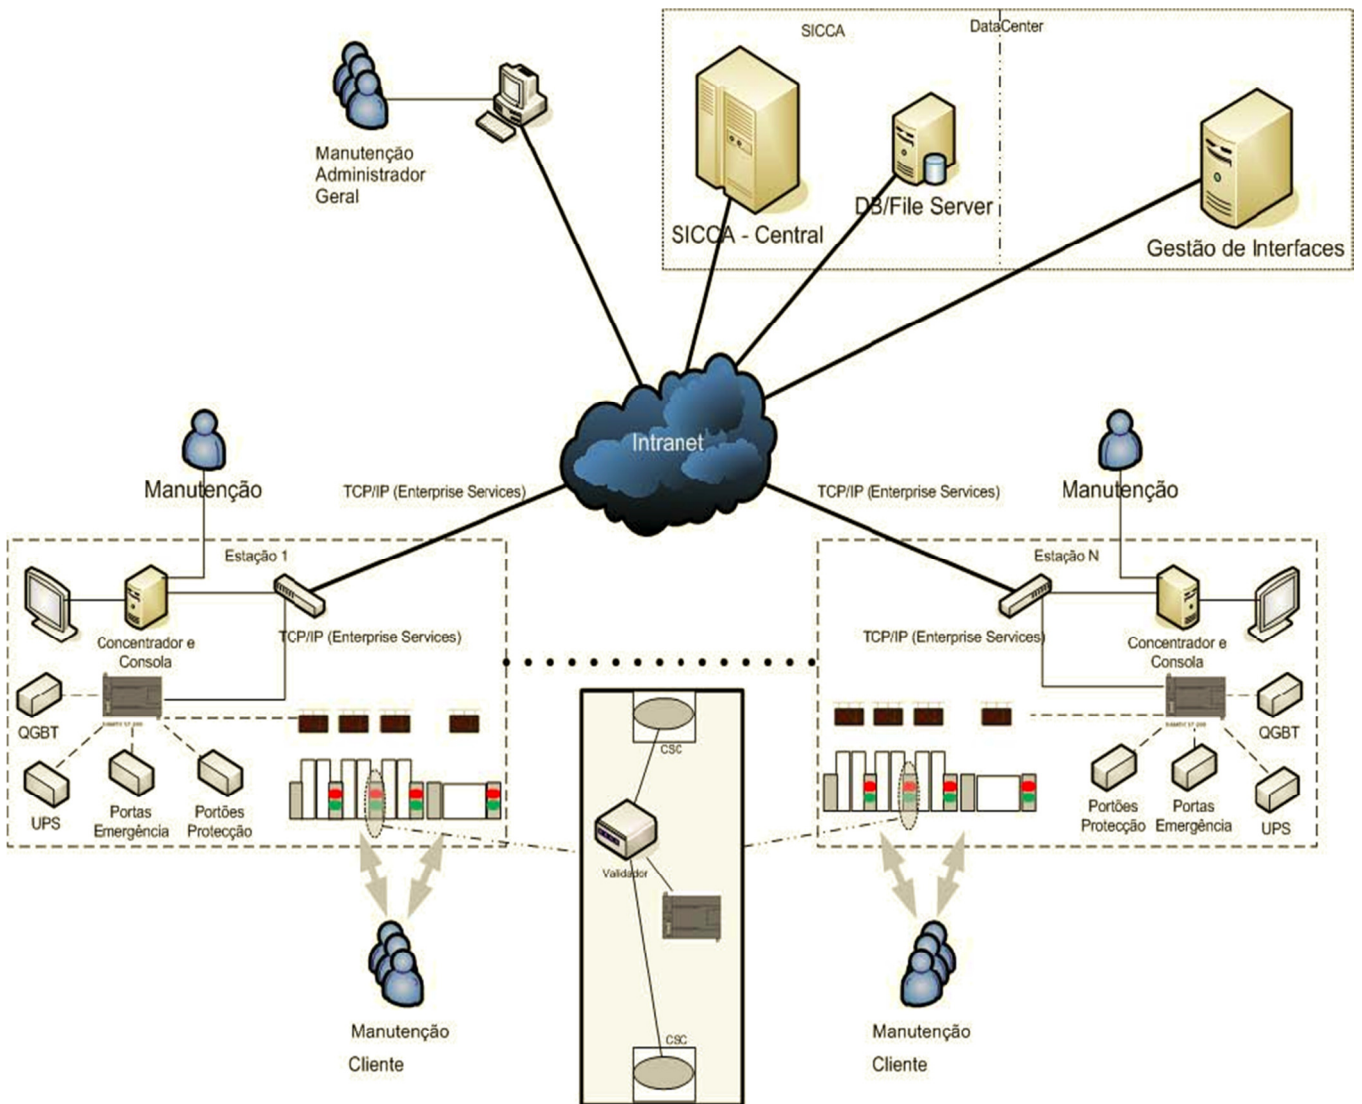 SICCA
DataCenter
Manutenção
Administrador
Geral
SICCA - Central
DB/File Server
Gestão de Interfaces
Intranet
Manutenção
TCP/IP (Enterprise Services)
TCP/IP (Enterprise Services)
Manutenção
Estação 1
Estação N
Concentrador e
Consola
TCP/IP (Enterprise Services)
TCP/IP (Enterprise Services)
Concentrador e
Consola
QGBT
UPS
Portas
Emergência
Portões
Protecção
CSC
Validador
CSC
QGBT
Portões
Protecção
Portas
Emergência
UPS
Manutenção
Cliente
Manutenção
Cliente